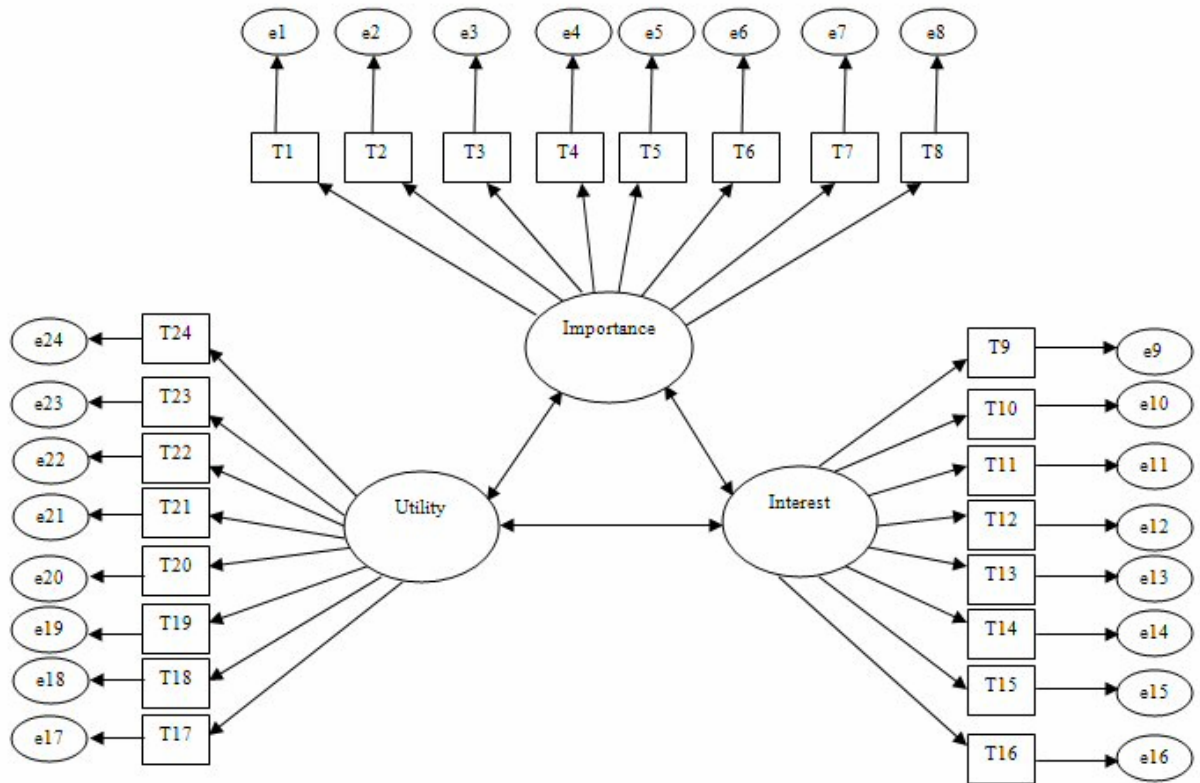 e1 e2 e3 e4 e5 e6 e7 e8
T1 T2 T3 T4 T5 T6 T7 T8
Importance
e24 T24
e23 T23
e22 T22
e21 T21
e20 T20
e19 T19
e18 T18
e17 T17
Utility
Interest
T9 e9
T10 e10
T11 e11
T12 e12
T13 e13
T14 e14
T15 e15
T16 e16